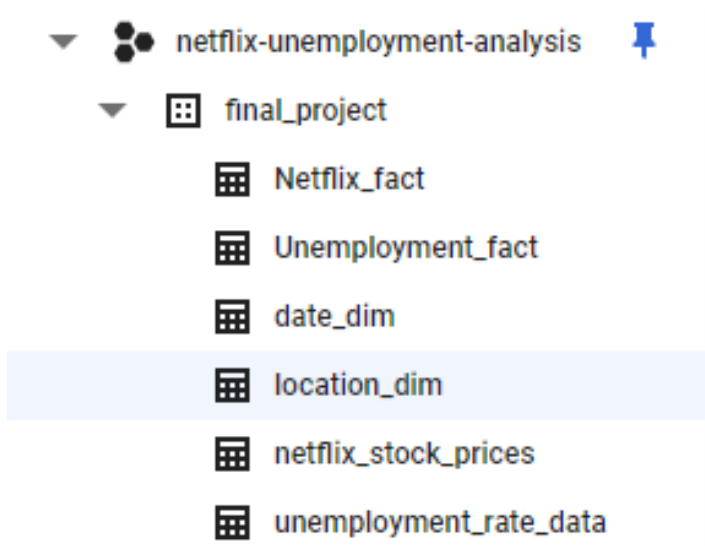 netflix-unemployment-analysis
final_project
Netflix_fact
Unemployment_fact
date_dim
location_dim
netflix_stock_prices
unemployment_rate_data